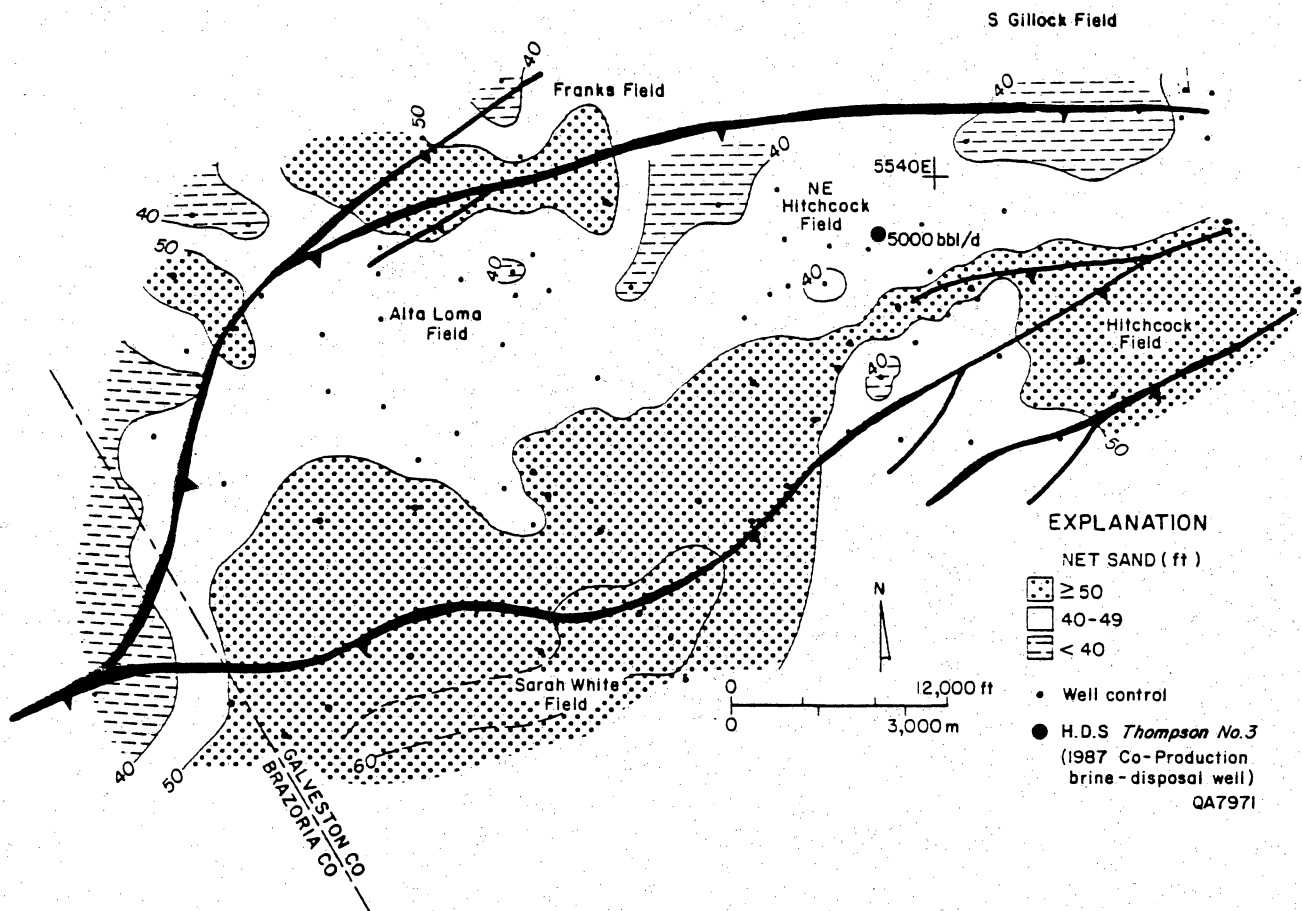 S Gillock Field
40
Franks Field
50
40
40
5540E
NE
Hitchcock
Field
5000 bbl/d
40
50
40
40
Alta Loma
Field
Hitchcock
Field
40
50
EXPLANATION
NET SAND (ft)
≥ 50
40-49
< 40
N
Sarah White
Field
0 12,000 ft
0 3,000 m
Well control
H.D.S Thompson No.3
(1987 Co-Production
brine-disposal well)
QA7971
40
50
60
GALVESTON CO
BRAZORIA CO